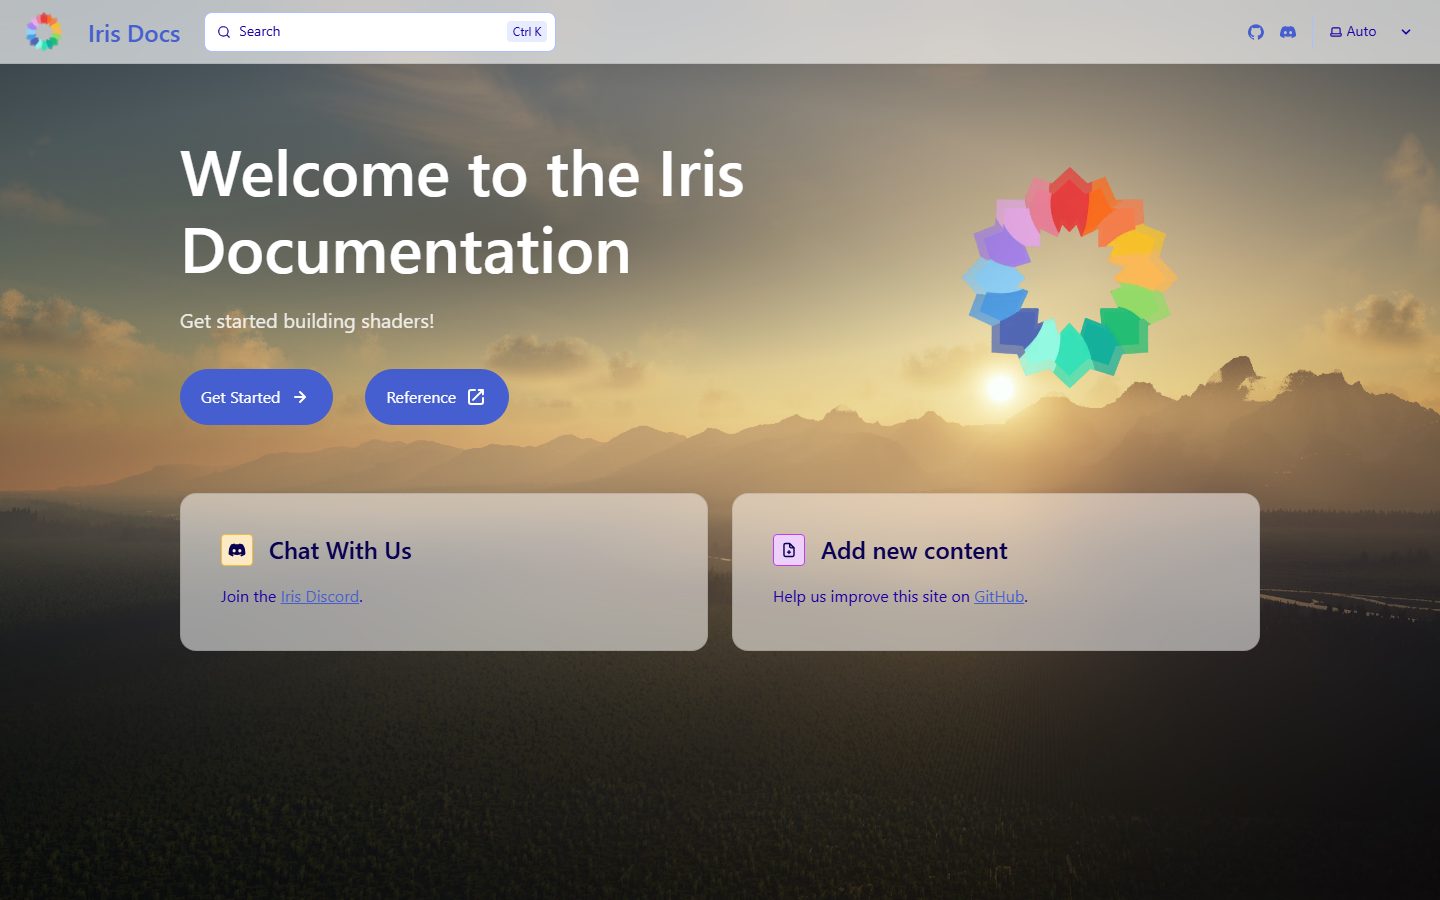 Iris Docs
Search
Ctrl K
Auto
Welcome to the Iris
Documentation
Get started building shaders!
Get Started
Reference
Chat With Us
Join the Iris Discord.
Add new content
Help us improve this site on GitHub.